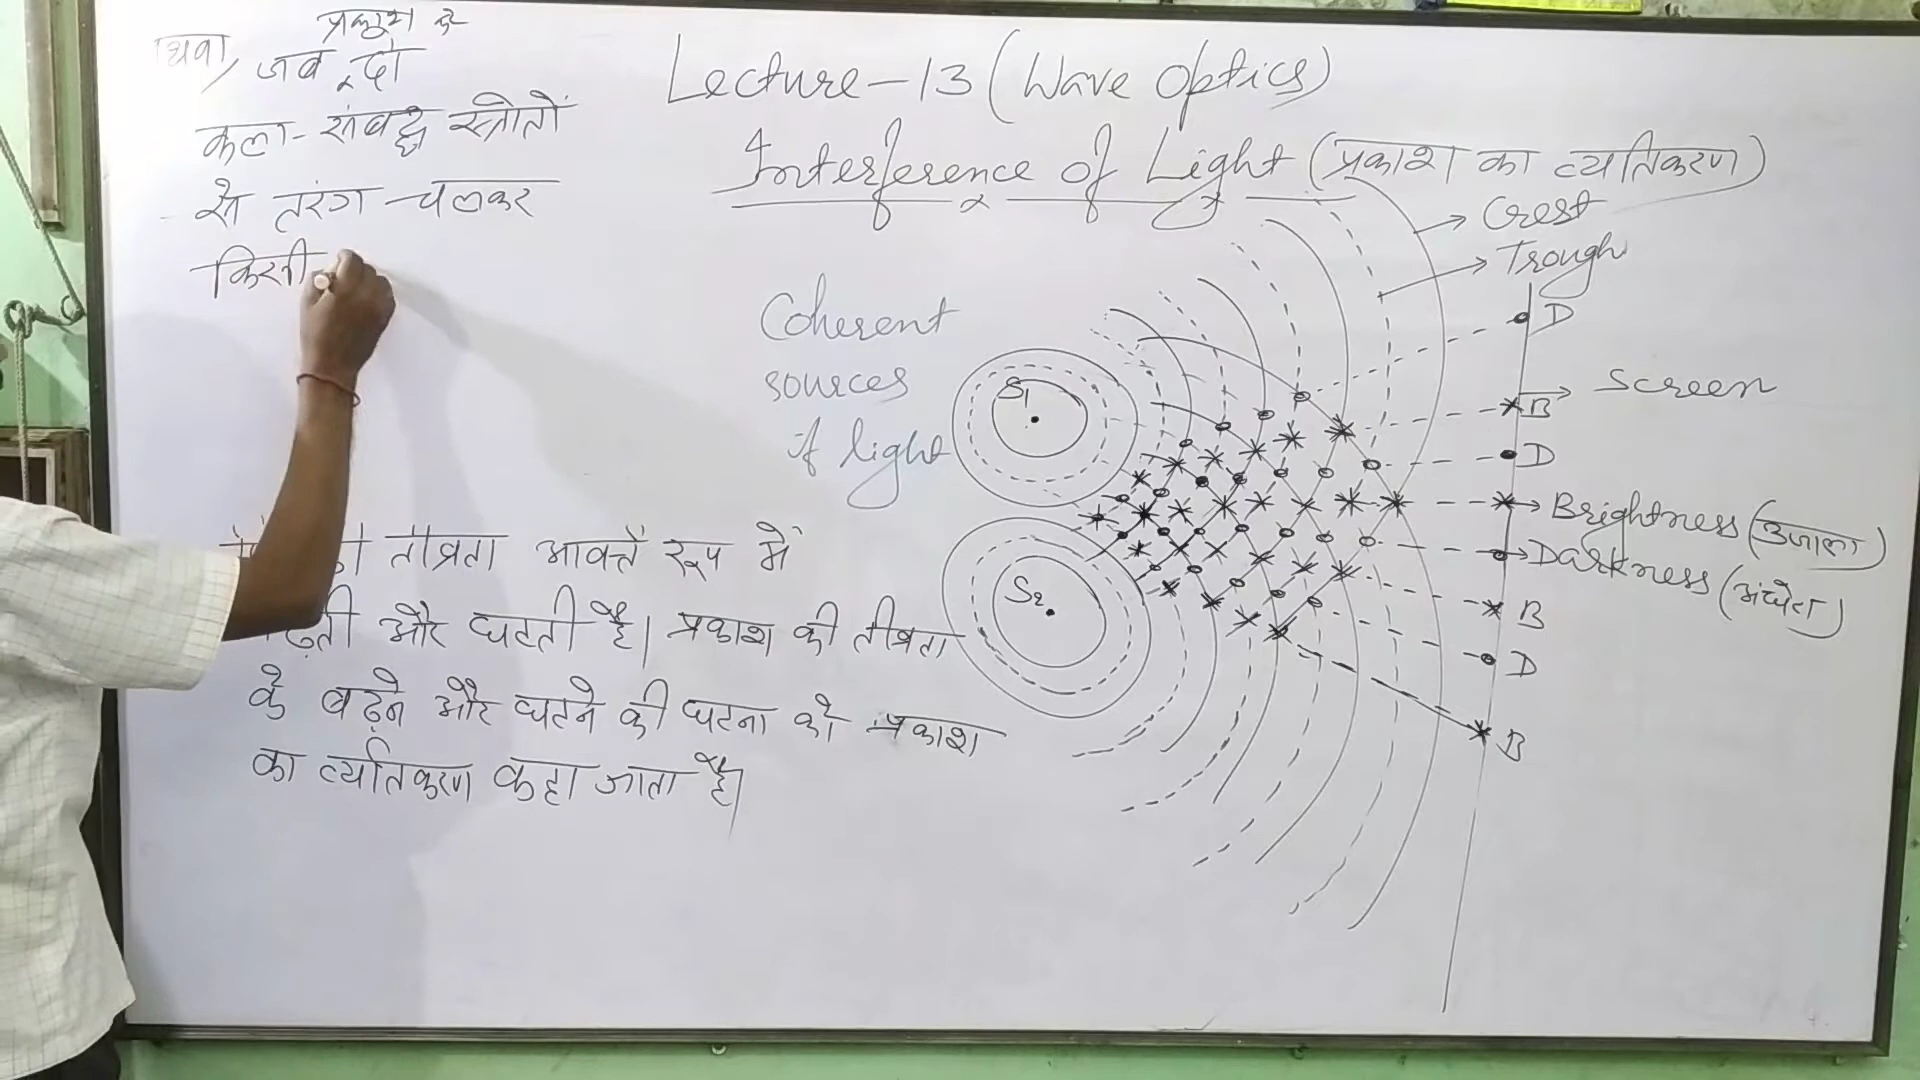 प्रकाश के
जब दो
कला-संबद्ध स्त्रोतों
से तरंग चलकर
किसी
Lecture-13 (Wave Optics)
Interference of Light (प्रकाश का व्यतिकरण)
Crest
Trough
Coherent
sources
of light
S1
S2
D
B
Screen
D
Brightness (उजाला)
Darkness (अंधेरा)
B
D
B
तीव्रता आवर्त रूप में
और घटती है। प्रकाश की तीव्रता
के बढ़ने और घटने की घटना को प्रकाश
का व्यतिकरण कहा जाता है।